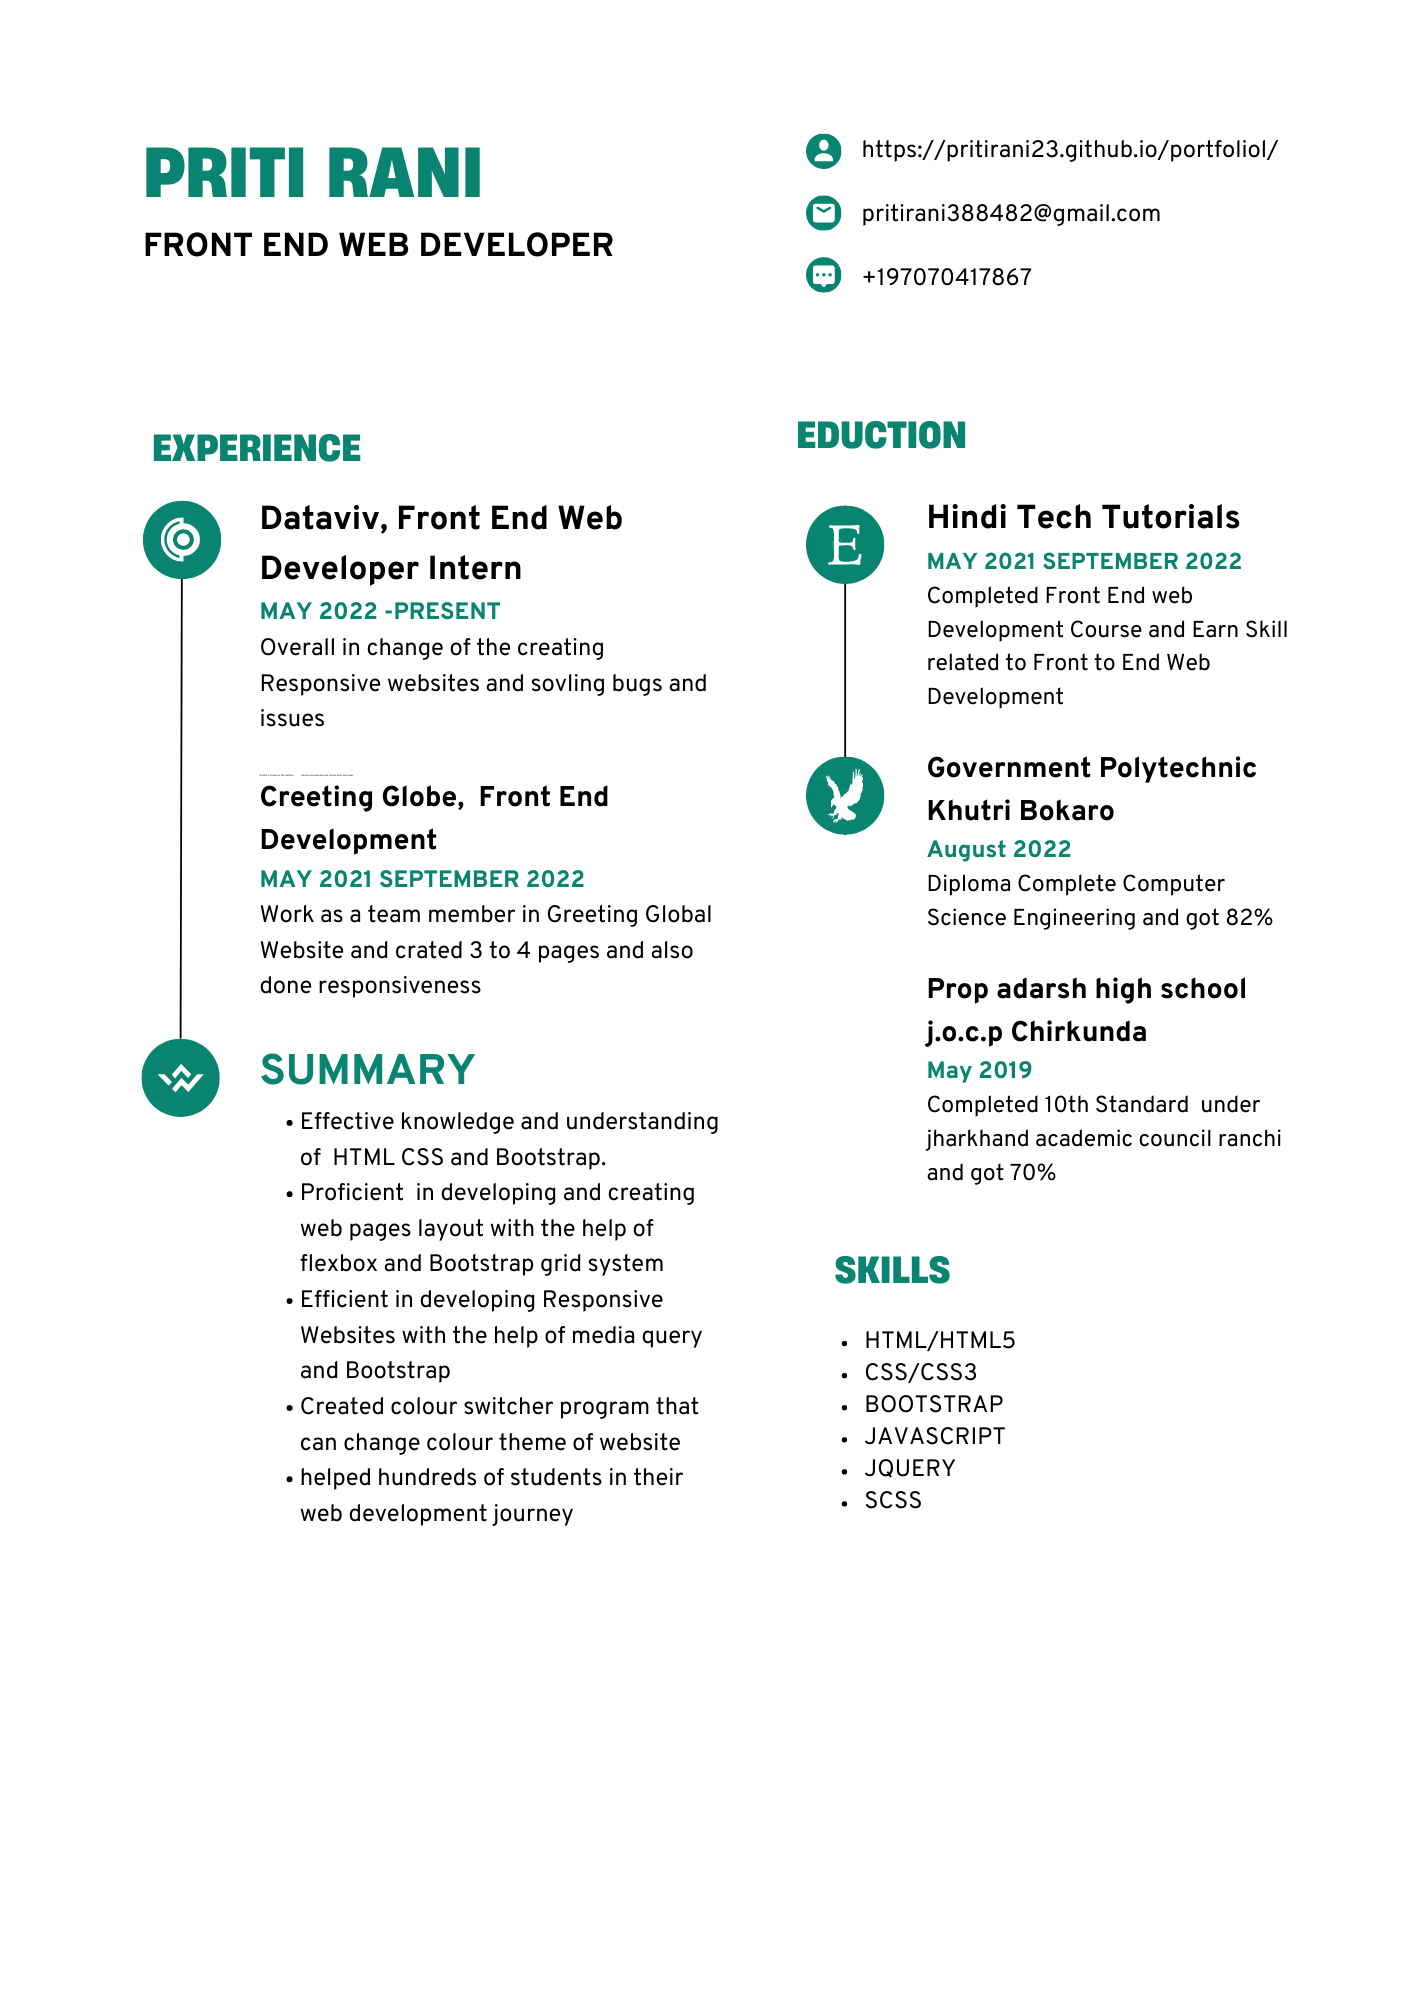 PRITI RANI
FRONT END WEB DEVELOPER
https://pritirani23.github.io/portfoliol/
pritirani388482@gmail.com
+197070417867
EXPERIENCE
Dataviv, Front End Web
Developer Intern
MAY 2022 -PRESENT
Overall in change of the creating
Responsive websites and sovling bugs and
issues
Creeting Globe,  Front End
Development
MAY 2021 SEPTEMBER 2022
Work as a team member in Greeting Global
Website and crated 3 to 4 pages and also
done responsiveness
SUMMARY
• Effective knowledge and understanding
of  HTML CSS and Bootstrap.
• Proficient  in developing and creating
web pages layout with the help of
flexbox and Bootstrap grid system
• Efficient in developing Responsive
Websites with the help of media query
and Bootstrap
• Created colour switcher program that
can change colour theme of website
• helped hundreds of students in their
web development journey
EDUCTION
E
Hindi Tech Tutorials
MAY 2021 SEPTEMBER 2022
Completed Front End web
Development Course and Earn Skill
related to Front to End Web
Development
Government Polytechnic
Khutri Bokaro
August 2022
Diploma Complete Computer
Science Engineering and got 82%
Prop adarsh high school
j.o.c.p Chirkunda
May 2019
Completed 10th Standard  under
jharkhand academic council ranchi
and got 70%
SKILLS
• HTML/HTML5
• CSS/CSS3
• BOOTSTRAP
• JAVASCRIPT
• JQUERY
• SCSS